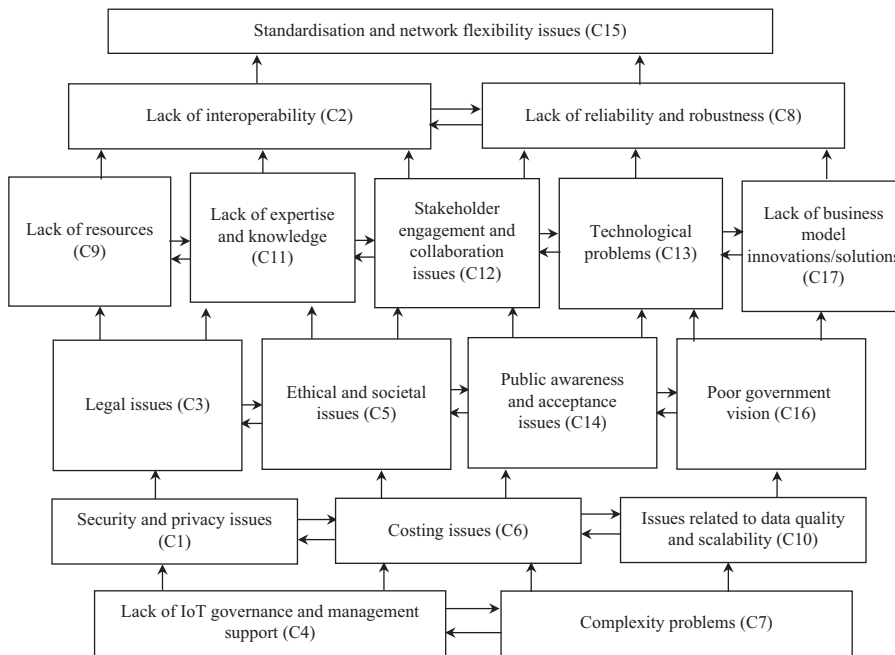 Standardisation and network flexibility issues (C15)
Lack of interoperability (C2)
Lack of reliability and robustness (C8)
Lack of resources
(C9)
Lack of expertise
and knowledge
(C11)
Stakeholder
engagement and
collaboration
issues (C12)
Technological
problems (C13)
Lack of business
model
innovations/solutions
(C17)
Legal issues (C3)
Ethical and societal
issues (C5)
Public awareness
and acceptance
issues (C14)
Poor government
vision (C16)
Security and privacy issues
(C1)
Costing issues (C6)
Issues related to data quality
and scalability (C10)
Lack of IoT governance and management
support (C4)
Complexity problems (C7)